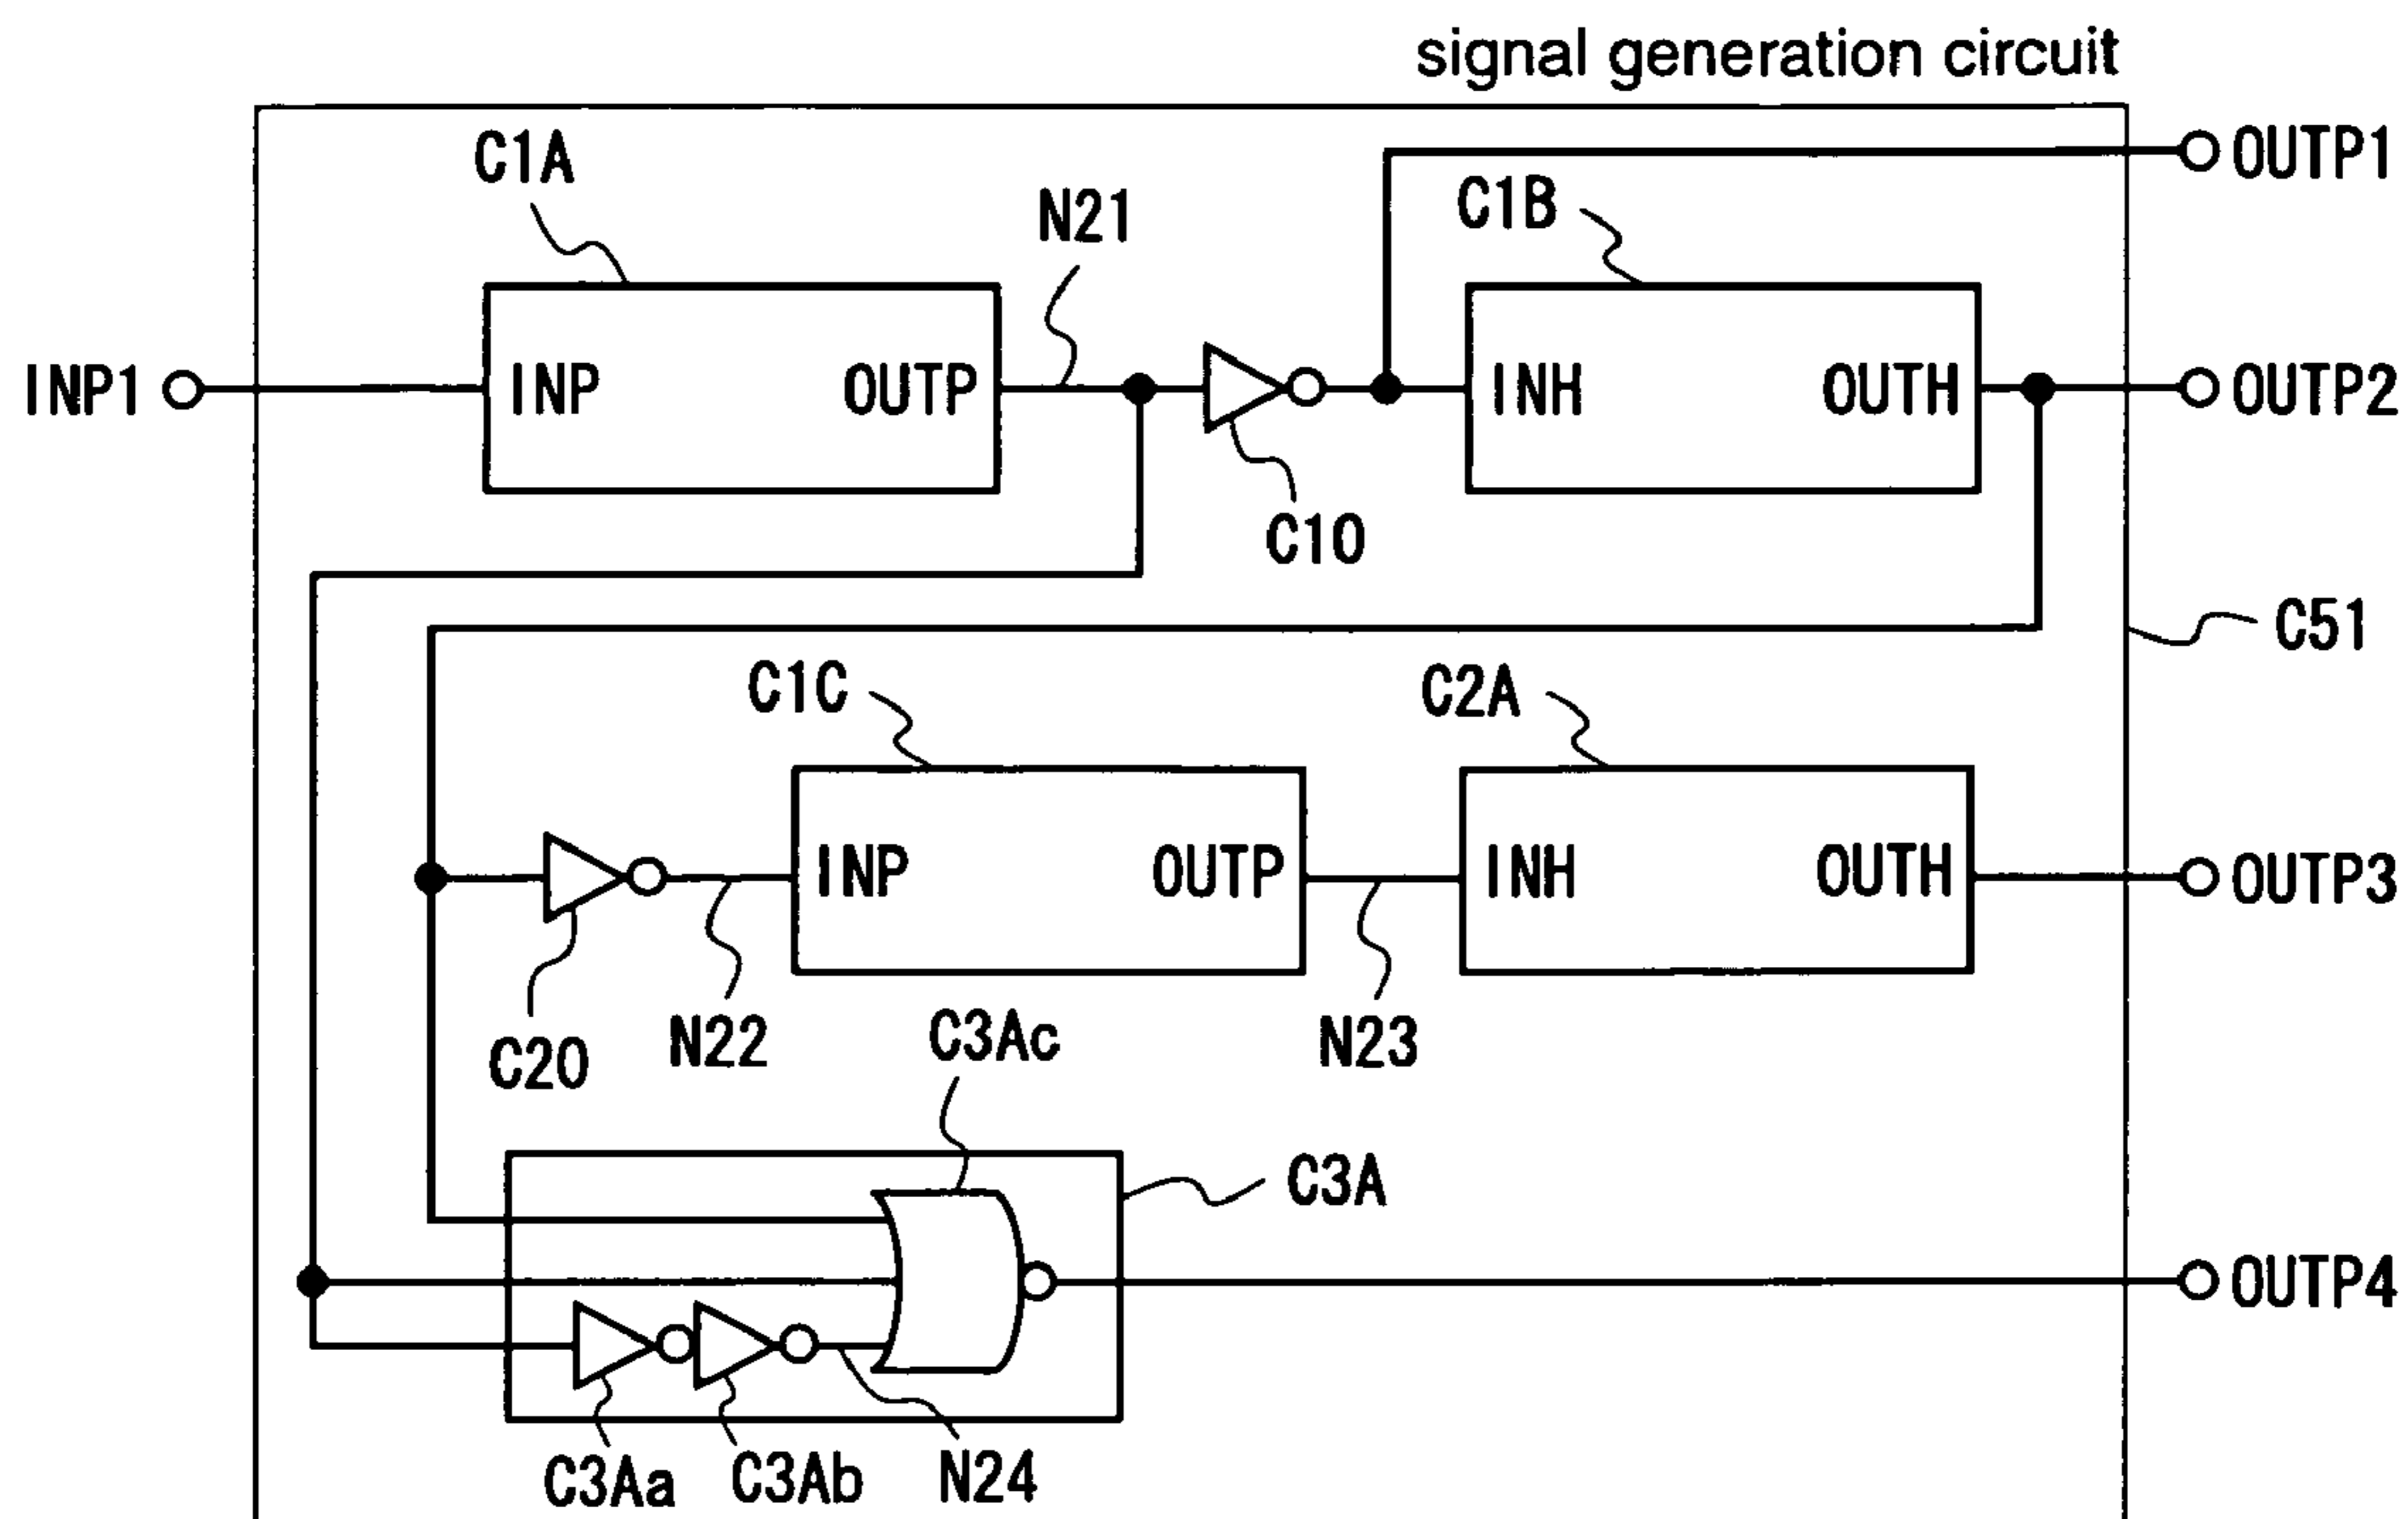 signal generation circuit
C1A
OUTP1
C1B
N21
INP1
INP
OUTP
INH
OUTH
OUTP2
C10
C51
C1C
C2A
INP
OUTP
INH
OUTH
OUTP3
C3Ac
N22
N23
C20
C3A
OUTP4
C3Aa
C3Ab
N24